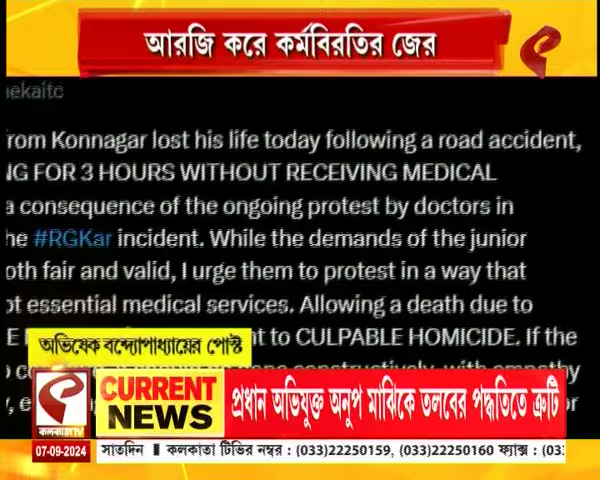 আরজি করে কর্মবিরতির জের
ekaitc
from Konnagar lost his life today following a road accident,
NG FOR 3 HOURS WITHOUT RECEIVING MEDICAL
a consequence of the ongoing protest by doctors in
he #RGKar incident. While the demands of the junior
oth fair and valid, I urge them to protest in a way that
ot essential medical services. Allowing a death due to
nt to CULPABLE HOMICIDE. If the
constructively, with empathy
অভিষেক বন্দ্যোপাধ্যায়ের পোস্ট
কলকাতা TV
CURRENT NEWS
প্রধান অভিযুক্ত অনুপ মাঝিকে তলবের পদ্ধতিতে ত্রুটি
07-09-2024
সাতদিন
কলকাতা টিভির নম্বর : (033)22250159, (033)22250160 ফ্যাক্স : (03